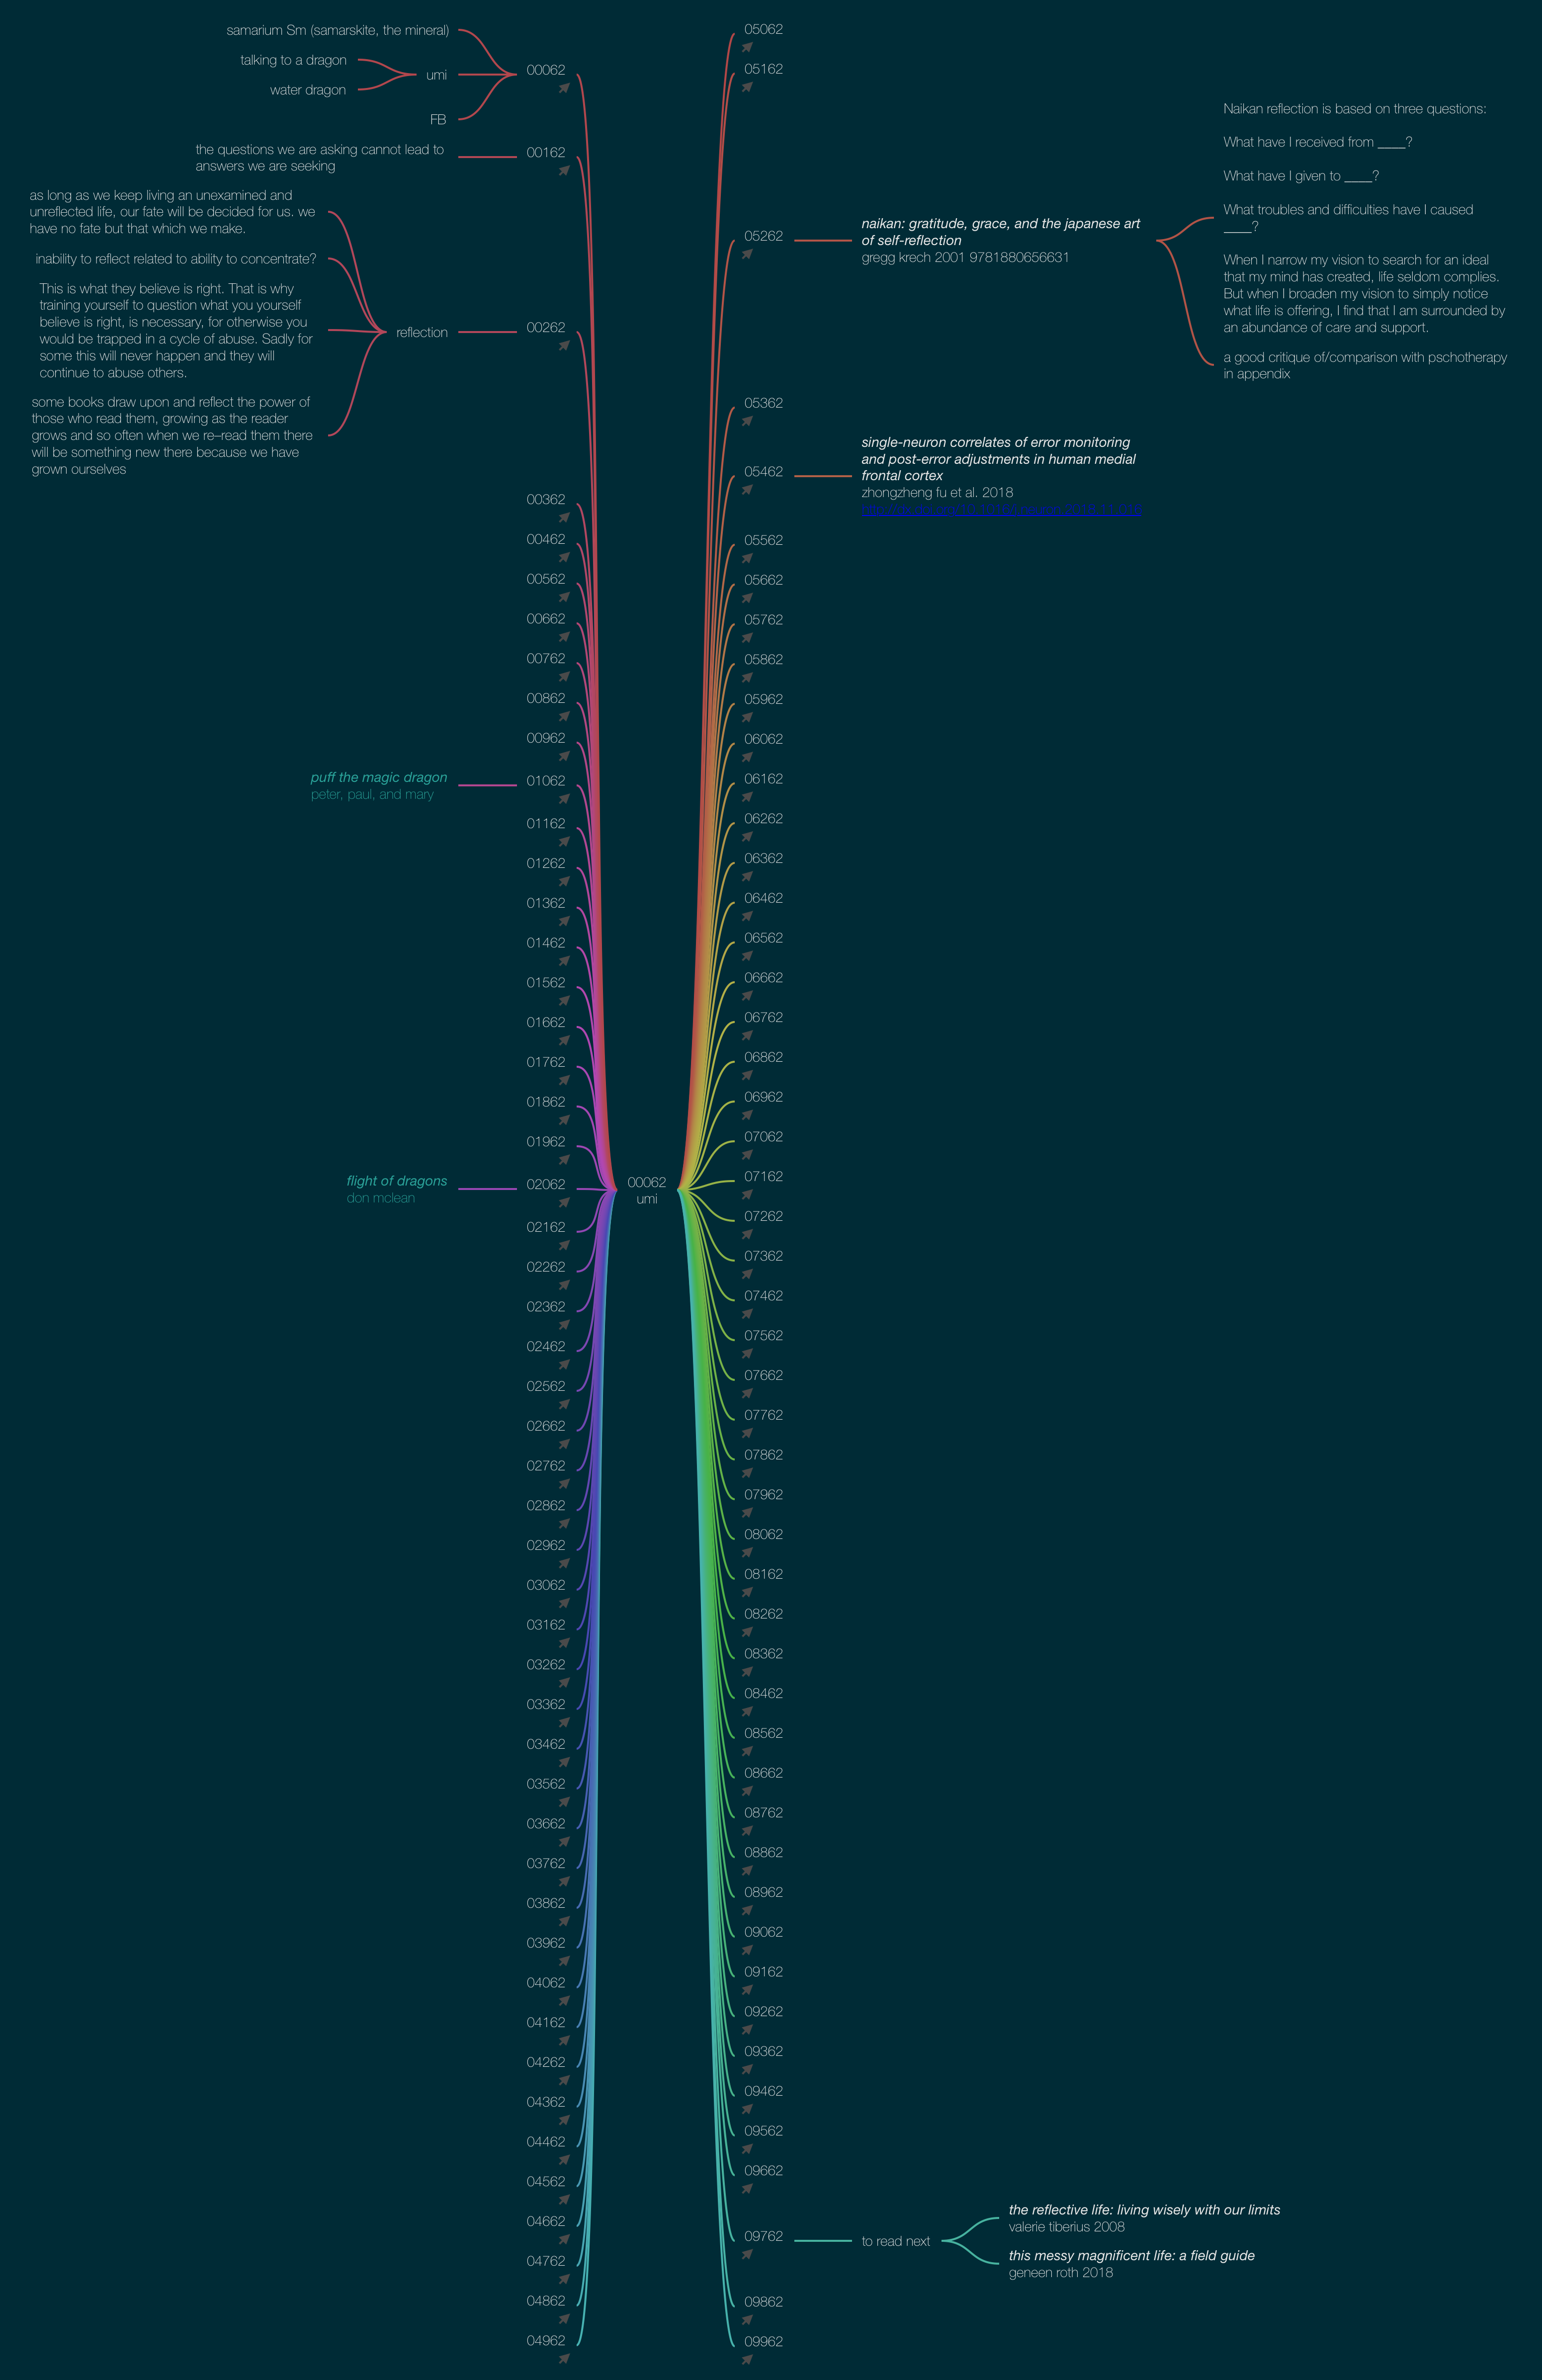 samarium Sm (samarskite, the mineral)
talking to a dragon
water dragon
umi
FB
00062
the questions we are asking cannot lead to
answers we are seeking
00162
as long as we keep living an unexamined and
unreflected life, our fate will be decided for us. we
have no fate but that which we make.
inability to reflect related to ability to concentrate?
This is what they believe is right. That is why
training yourself to question what you yourself
believe is right, is necessary, for otherwise you
would be trapped in a cycle of abuse. Sadly for
some this will never happen and they will
continue to abuse others.
some books draw upon and reflect the power of
those who read them, growing as the reader
grows and so often when we re–read them there
will be something new there because we have
grown ourselves
reflection
00262
00362
00462
00562
00662
00762
00862
00962
puff the magic dragon
peter, paul, and mary
01062
01162
01262
01362
01462
01562
01662
01762
01862
01962
flight of dragons
don mclean
02062
02162
02262
02362
02462
02562
02662
02762
02862
02962
03062
03162
03262
03362
03462
03562
03662
03762
03862
03962
04062
04162
04262
04362
04462
04562
04662
04762
04862
04962
00062
umi
05062
05162
05262
naikan: gratitude, grace, and the japanese art
of self-reflection
gregg krech 2001 9781880656631
Naikan reflection is based on three questions:
What have I received from ____?
What have I given to ____?
What troubles and difficulties have I caused
____?
When I narrow my vision to search for an ideal
that my mind has created, life seldom complies.
But when I broaden my vision to simply notice
what life is offering, I find that I am surrounded by
an abundance of care and support.
a good critique of/comparison with pschotherapy
in appendix
05362
05462
single-neuron correlates of error monitoring
and post-error adjustments in human medial
frontal cortex
zhongzheng fu et al. 2018
05562
05662
05762
05862
05962
06062
06162
06262
06362
06462
06562
06662
06762
06862
06962
07062
07162
07262
07362
07462
07562
07662
07762
07862
07962
08062
08162
08262
08362
08462
08562
08662
08762
08862
08962
09062
09162
09262
09362
09462
09562
09662
09762
to read next
the reflective life: living wisely with our limits
valerie tiberius 2008
this messy magnificent life: a field guide
geneen roth 2018
09862
09962